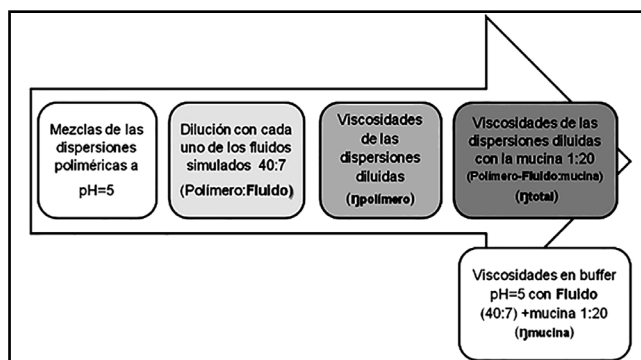 Mezclas de las
dispersiones
poliméricas a
pH=5
Dilución con cada
uno de los fluidos
simulados 40:7
(Polímero:Fluido)
Viscosidades
de las
dispersiones
diluidas
(ηpolímero)
Viscosidades de las
dispersiones diluidas
con la mucina 1:20
(Polímero-Fluido:mucina)
(ηtotal)
Viscosidades en buffer
pH=5 con Fluido
(40:7) +mucina 1:20
(ηmucina)